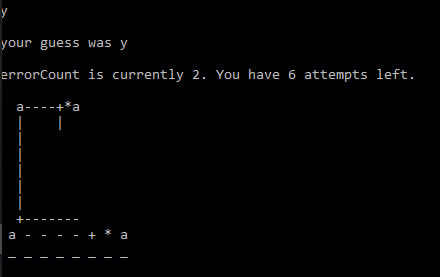 y
your guess was y
errorCount is currently 2. You have 6 attempts left.
a----+*a
|    |
|
|
|
|
|
+-------
a - - - - + * a
_ _ _ _ _ _ _ _